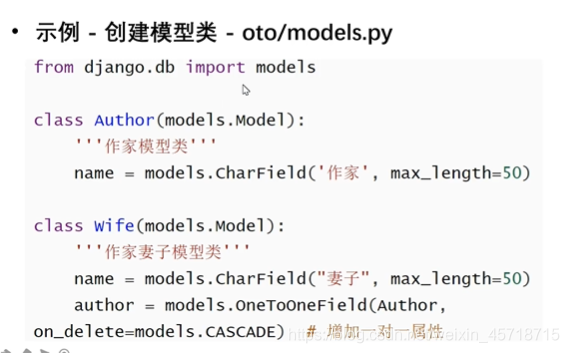 • 示例 - 创建模型类 - oto/models.py
from django.db import models
class Author(models.Model):
'''作家模型类'''
name = models.CharField('作家', max_length=50)
class Wife(models.Model):
'''作家妻子模型类'''
name = models.CharField("妻子", max_length=50)
author = models.OneToOneField(Author,
on_delete=models.CASCADE) # 增加一对一属性
https://blog.csdn.net/weixin_45718715